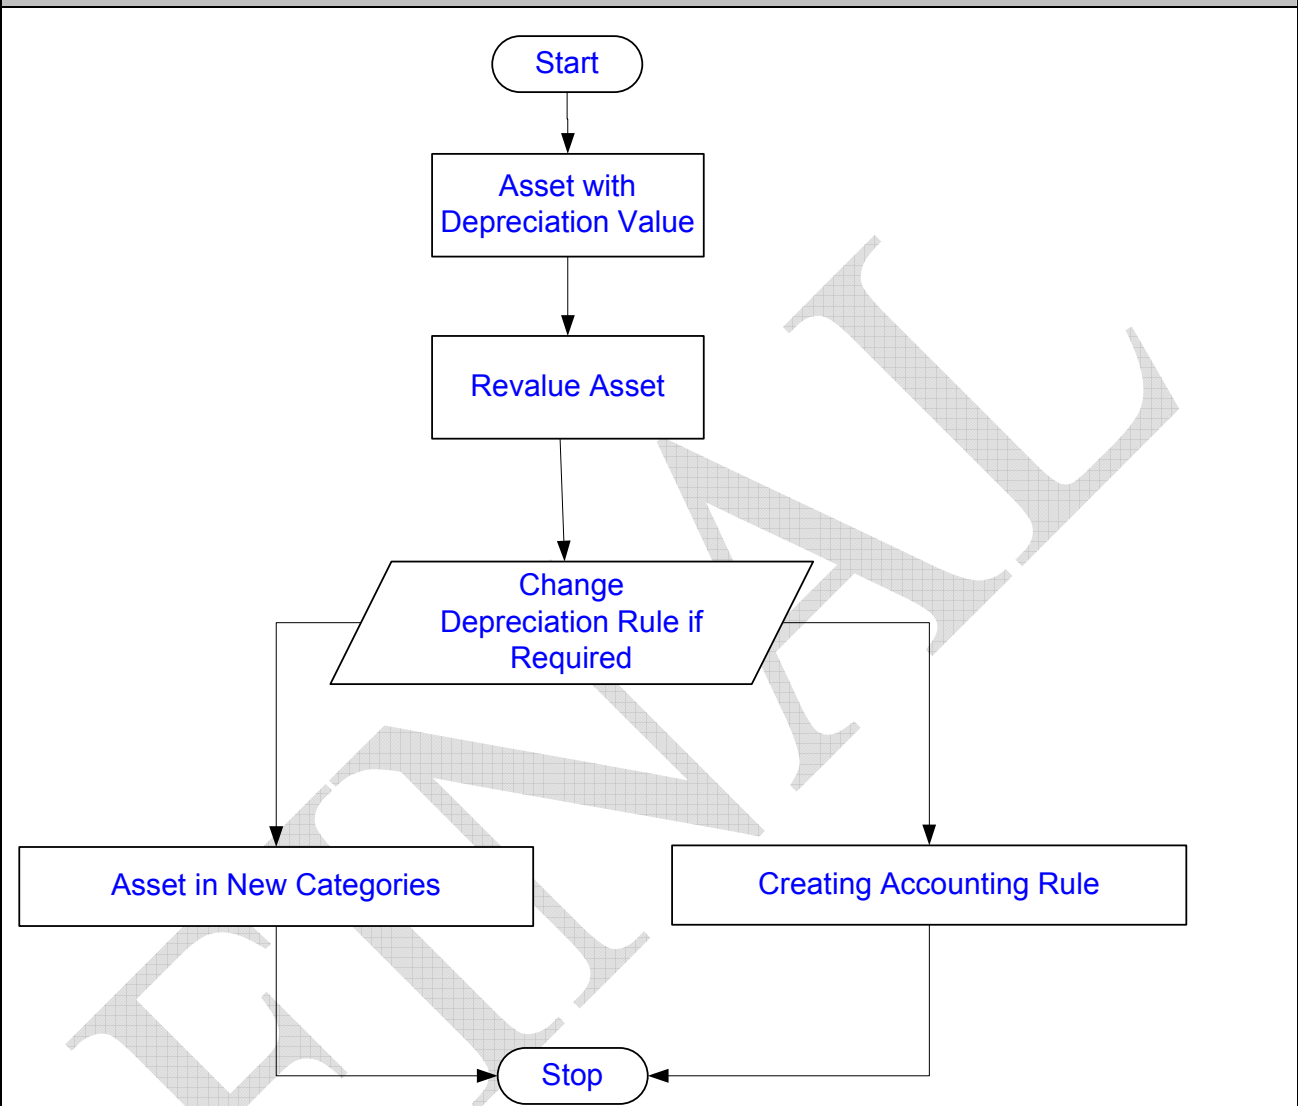 Start
Asset with
Depreciation Value
Revalue Asset
Change
Depreciation Rule if
Required
Asset in New Categories
Creating Accounting Rule
Stop
FINAL